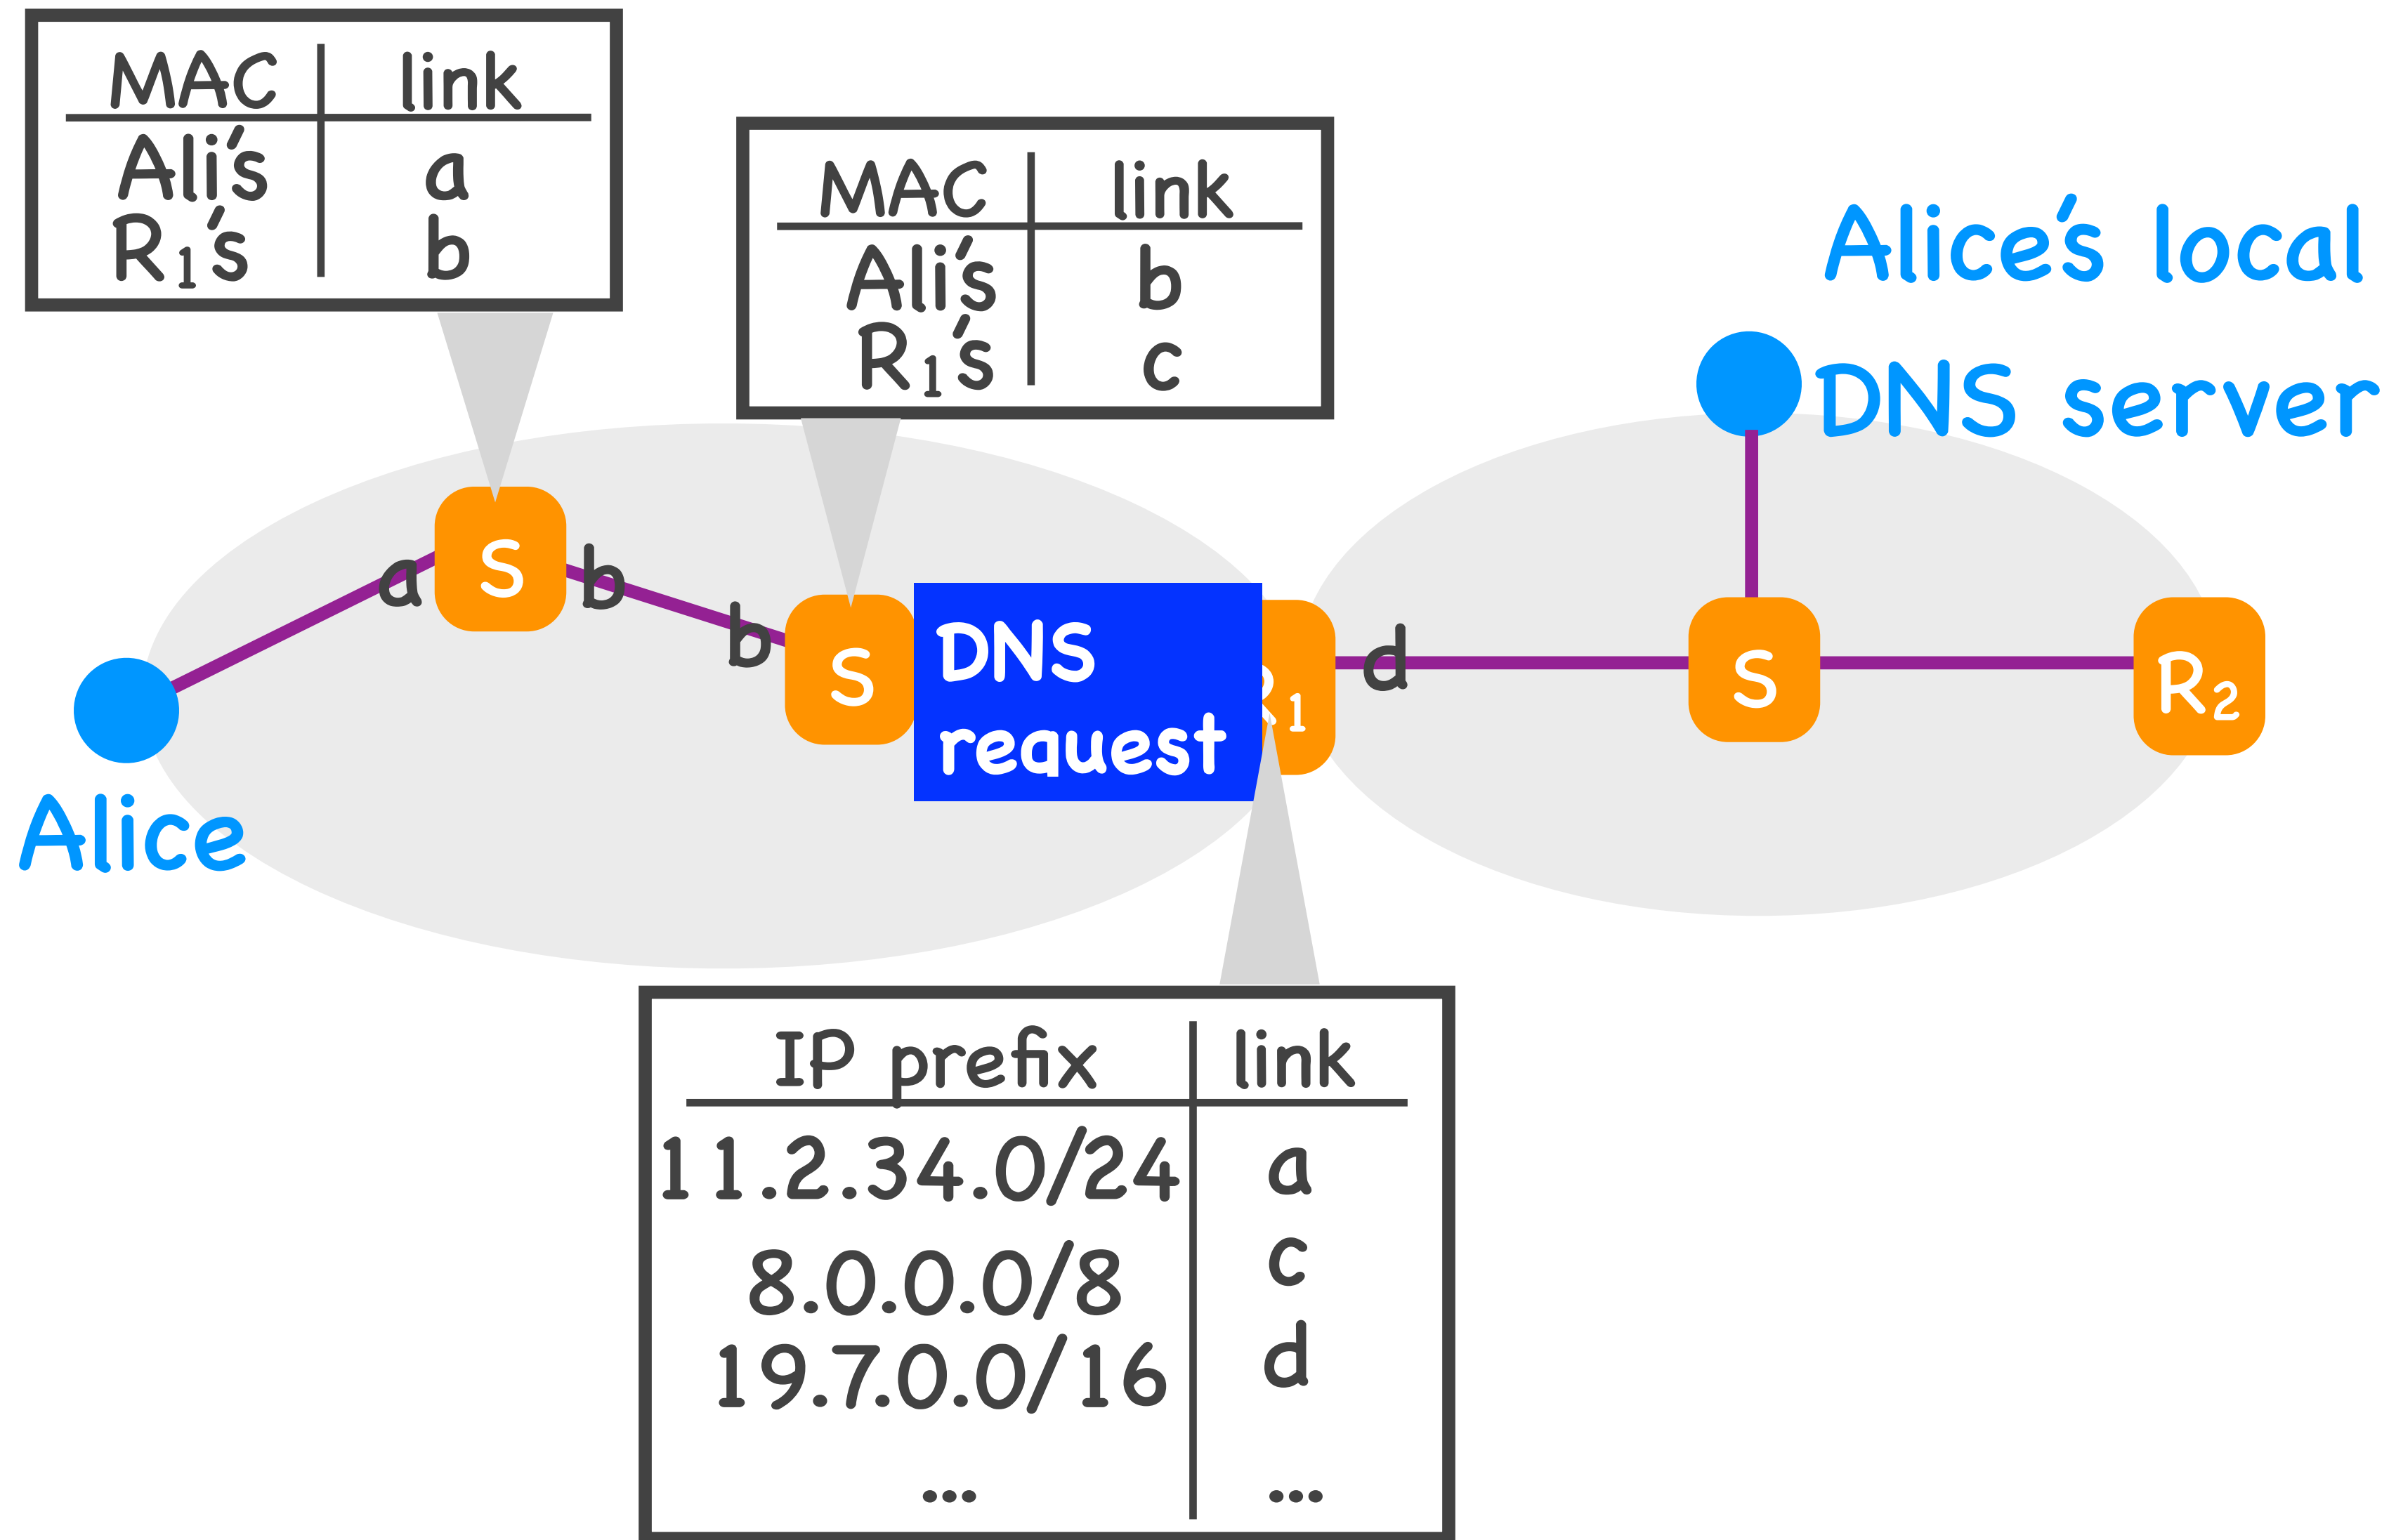 MAC link
Ali's a
R1's b
MAC link
Ali's b
R1's c
Alice's local
DNS server
a
S
b
b
S
DNS
request
1
d
S
R2
Alice
IP prefix link
11.2.34.0/24 a
8.0.0.0/8 c
19.7.0.0/16 d
... ...